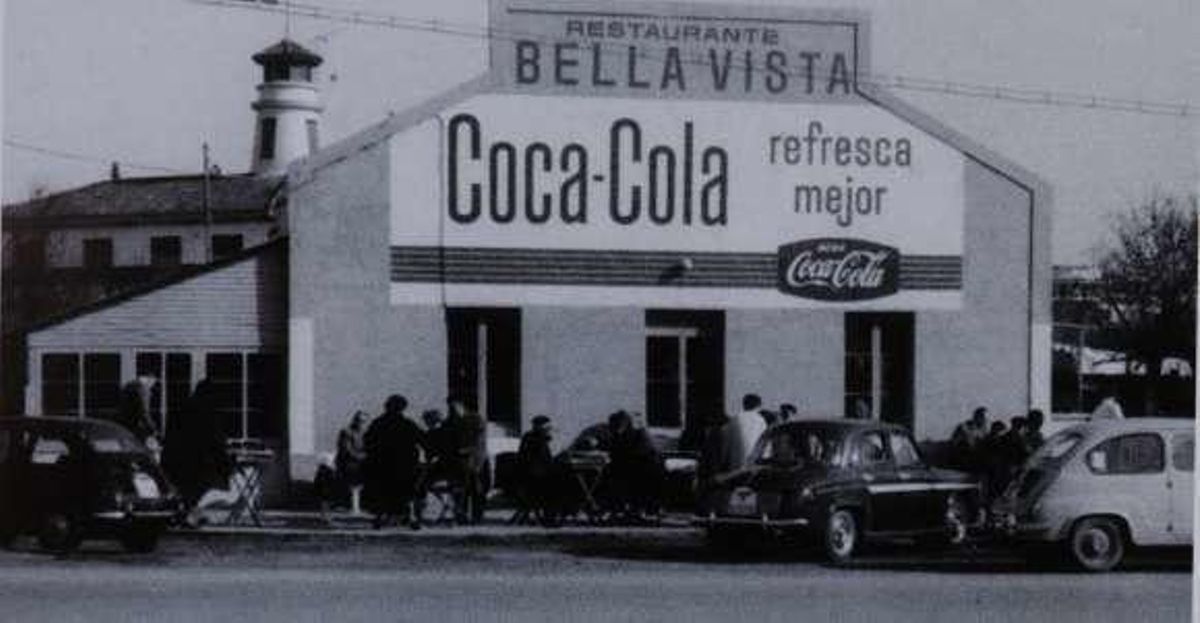 RESTAURANTE
BELLA VISTA
Coca-Cola
refresca
mejor
Coca-Cola